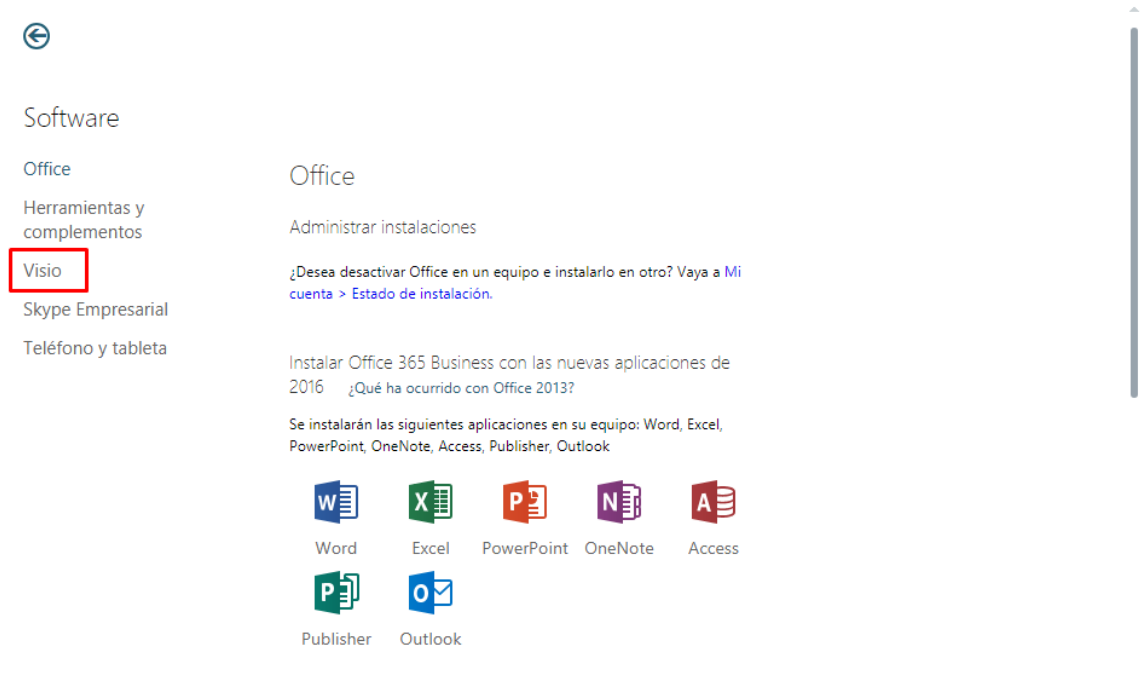 Software
Office
Herramientas y
complementos
Visio
Skype Empresarial
Teléfono y tableta
Office
Administrar instalaciones
¿Desea desactivar Office en un equipo e instalarlo en otro? Vaya a Mi
cuenta > Estado de instalación.
Instalar Office 365 Business con las nuevas aplicaciones de
2016 ¿Qué ha ocurrido con Office 2013?
Se instalarán las siguientes aplicaciones en su equipo: Word, Excel,
PowerPoint, OneNote, Access, Publisher, Outlook
W X P N A
Word Excel PowerPoint OneNote Access
P O
Publisher Outlook